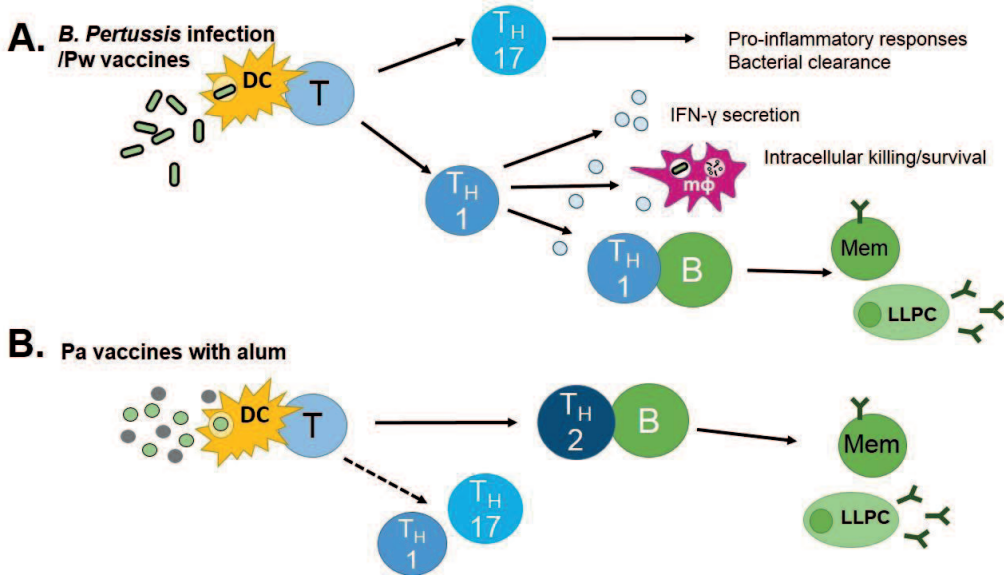 A.
B. Pertussis infection
/Pw vaccines
DC
T
TH
17
Pro-inflammatory responses
Bacterial clearance
IFN-γ secretion
TH
1
Intracellular killing/survival
mϕ
TH
1
B
Mem
LLPC
B.
Pa vaccines with alum
DC
T
TH
2
B
Mem
TH
17
TH
1
LLPC